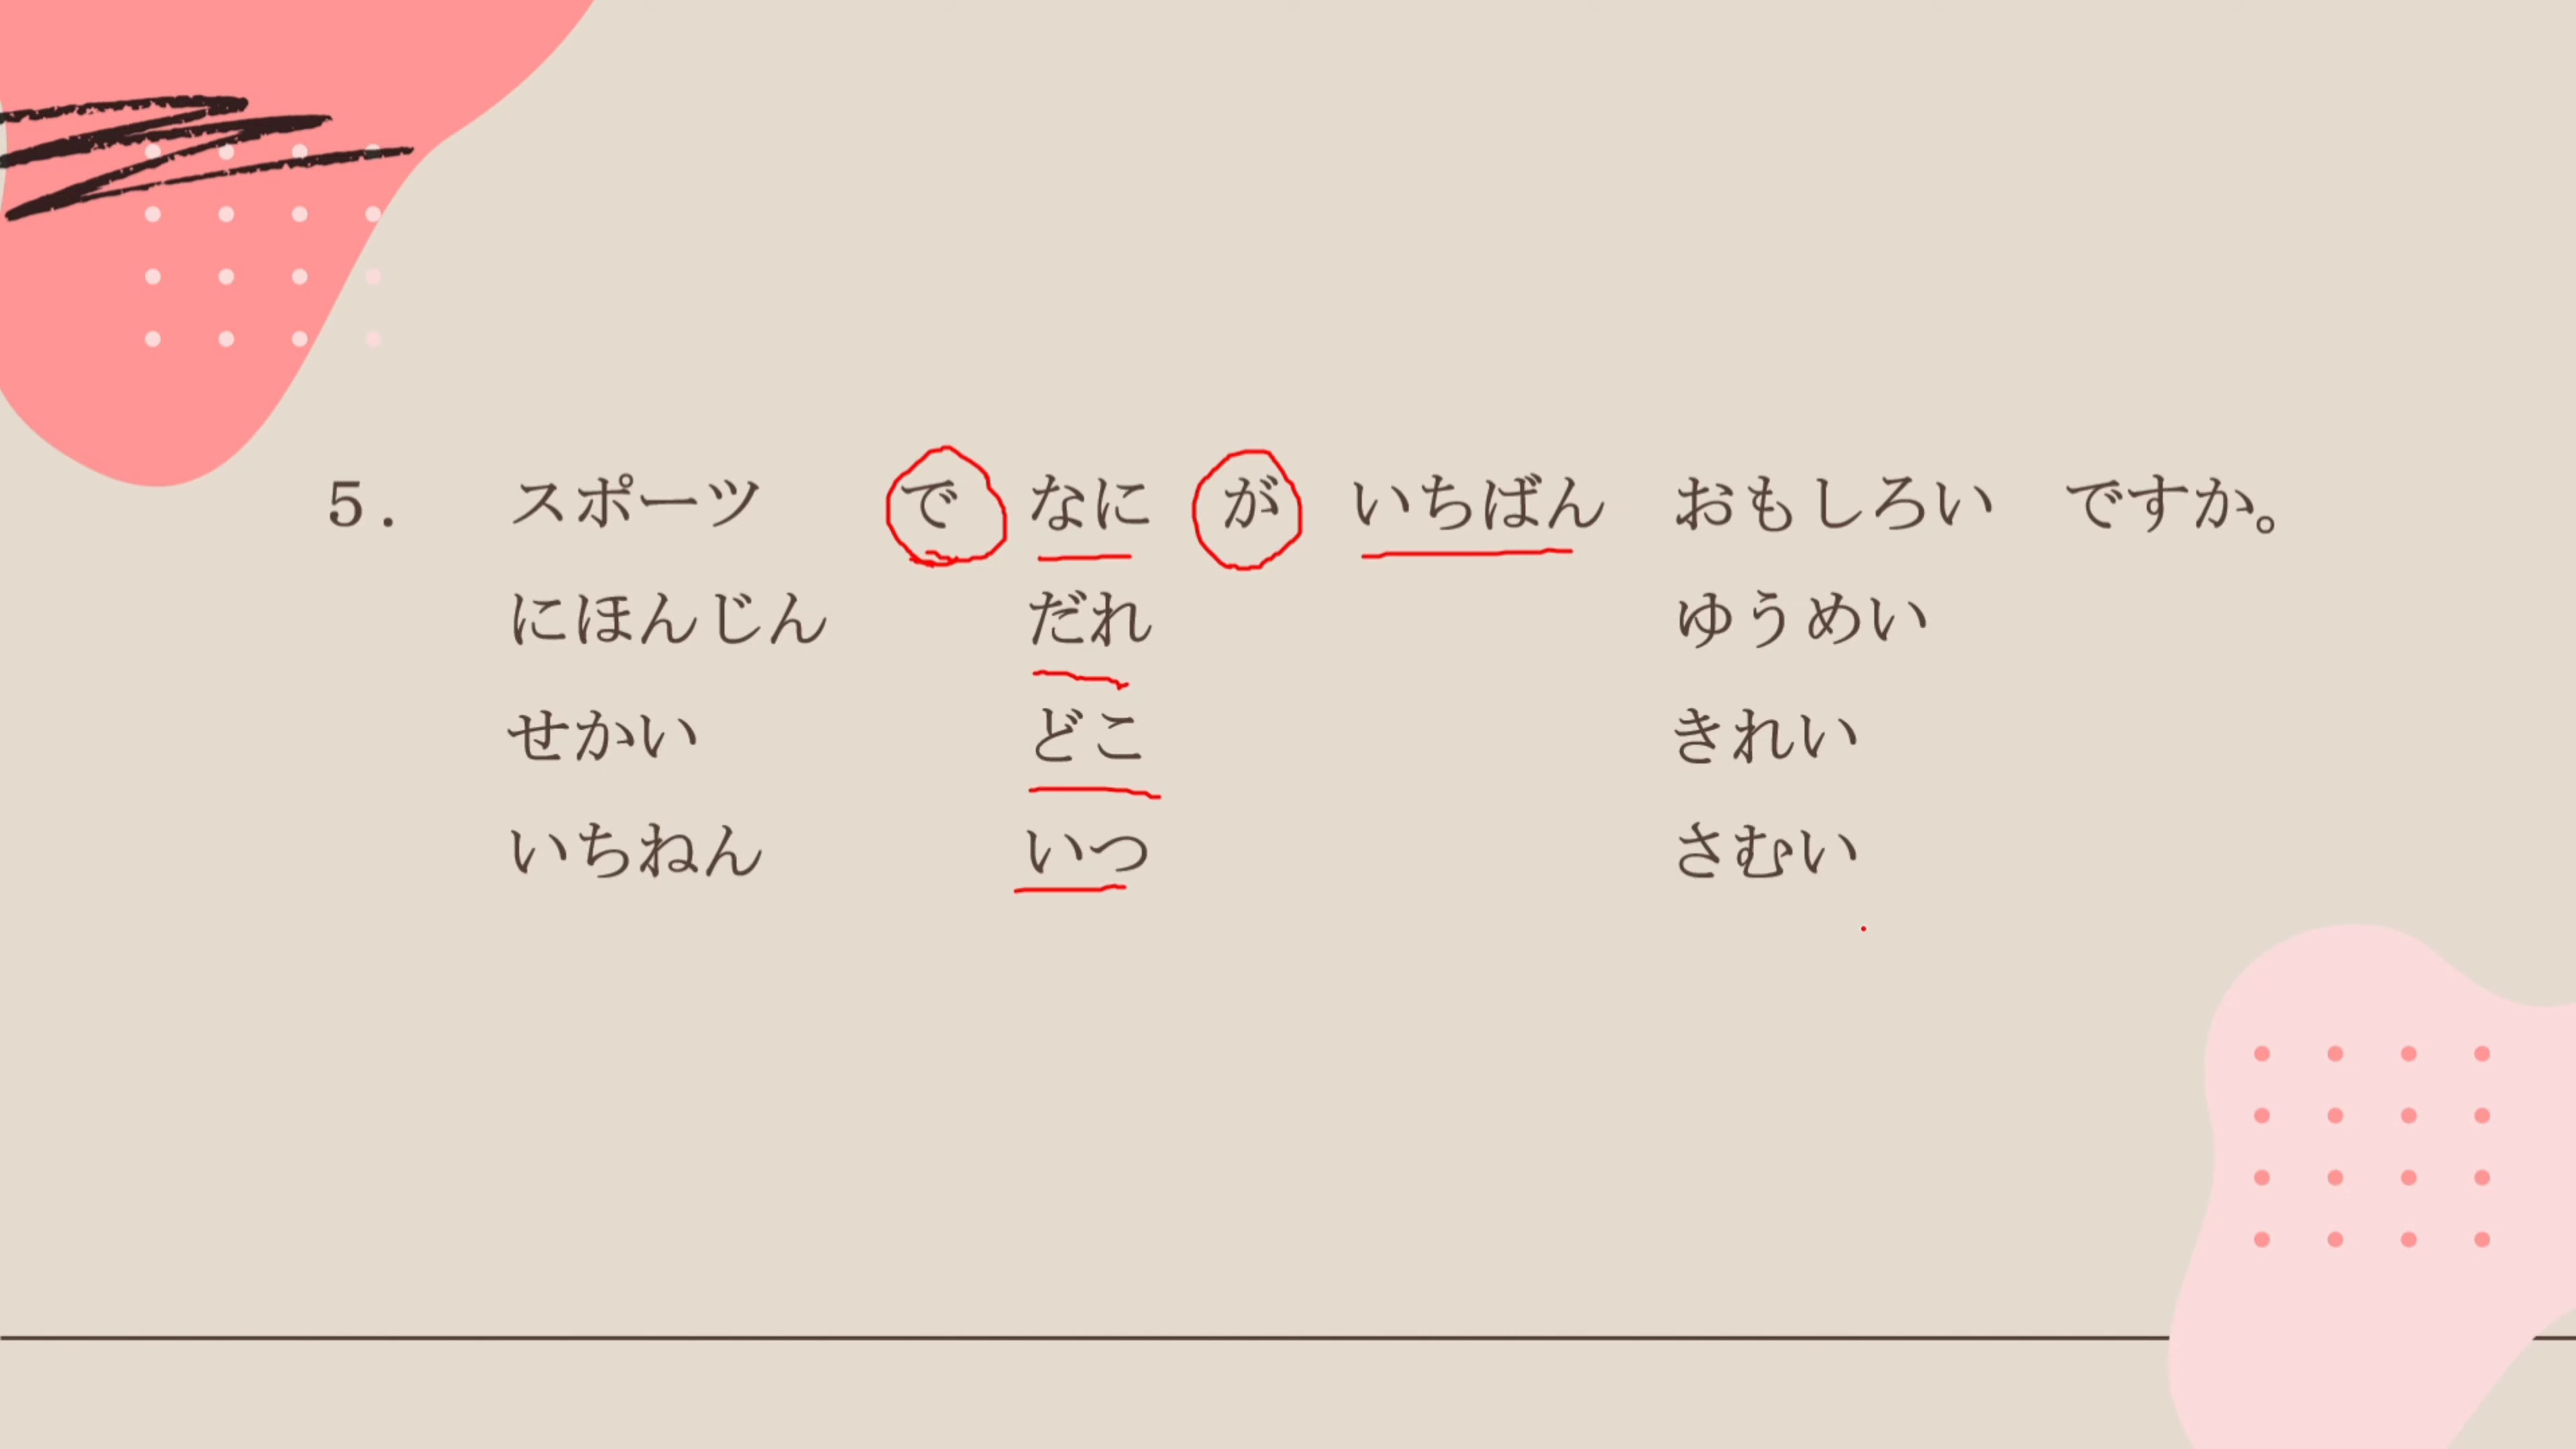 ５． スポーツ で なに が いちばん おもしろい ですか。
にほんじん だれ ゆうめい
せかい どこ きれい
いちねん いつ さむい